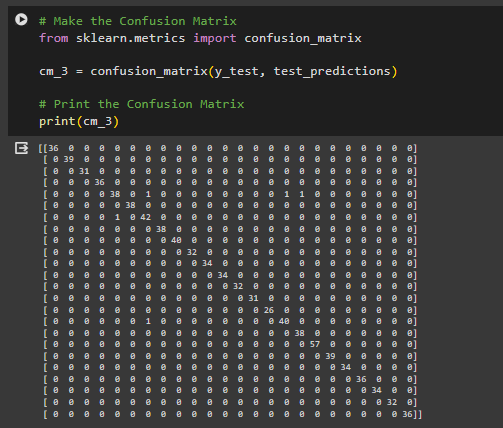 # Make the Confusion Matrix
from sklearn.metrics import confusion_matrix
cm_3 = confusion_matrix(y_test, test_predictions)
# Print the Confusion Matrix
print(cm_3)
[[36 0 0 0 0 0 0 0 0 0 0 0 0 0 0 0 0 0 0 0 0 0 0 0]
[ 0 39 0 0 0 0 0 0 0 0 0 0 0 0 0 0 0 0 0 0 0 0 0 0]
[ 0 0 31 0 0 0 0 0 0 0 0 0 0 0 0 0 0 0 0 0 0 0 0 0]
[ 0 0 0 36 0 0 0 0 0 0 0 0 0 0 0 0 0 0 0 0 0 0 0 0]
[ 0 0 0 0 38 0 1 0 0 0 0 0 0 0 0 1 1 0 0 0 0 0 0 0]
[ 0 0 0 0 0 38 0 0 0 0 0 0 0 0 0 0 0 0 0 0 0 0 0 0]
[ 0 0 0 0 1 0 42 0 0 0 0 0 0 0 0 0 0 0 0 0 0 0 0 0]
[ 0 0 0 0 0 0 0 38 0 0 0 0 0 0 0 0 0 0 0 0 0 0 0 0]
[ 0 0 0 0 0 0 0 0 40 0 0 0 0 0 0 0 0 0 0 0 0 0 0 0]
[ 0 0 0 0 0 0 0 0 0 32 0 0 0 0 0 0 0 0 0 0 0 0 0 0]
[ 0 0 0 0 0 0 0 0 0 0 34 0 0 0 0 0 0 0 0 0 0 0 0 0]
[ 0 0 0 0 0 0 0 0 0 0 0 34 0 0 0 0 0 0 0 0 0 0 0 0]
[ 0 0 0 0 0 0 0 0 0 0 0 0 32 0 0 0 0 0 0 0 0 0 0 0]
[ 0 0 0 0 0 0 0 0 0 0 0 0 0 31 0 0 0 0 0 0 0 0 0 0]
[ 0 0 0 0 0 0 0 0 0 0 0 0 0 0 26 0 0 0 0 0 0 0 0 0]
[ 0 0 0 0 0 0 1 0 0 0 0 0 0 0 0 40 0 0 0 0 0 0 0 0]
[ 0 0 0 0 0 0 0 0 0 0 0 0 0 0 0 0 38 0 0 0 0 0 0 0]
[ 0 0 0 0 0 0 0 0 0 0 0 0 0 0 0 0 0 57 0 0 0 0 0 0]
[ 0 0 0 0 0 0 0 0 0 0 0 0 0 0 0 0 0 0 39 0 0 0 0 0]
[ 0 0 0 0 0 0 0 0 0 0 0 0 0 0 0 0 0 0 0 34 0 0 0 0]
[ 0 0 0 0 0 0 0 0 0 0 0 0 0 0 0 0 0 0 0 0 36 0 0 0]
[ 0 0 0 0 0 0 0 0 0 0 0 0 0 0 0 0 0 0 0 0 0 34 0 0]
[ 0 0 0 0 0 0 0 0 0 0 0 0 0 0 0 0 0 0 0 0 0 0 32 0]
[ 0 0 0 0 0 0 0 0 0 0 0 0 0 0 0 0 0 0 0 0 0 0 0 36]]